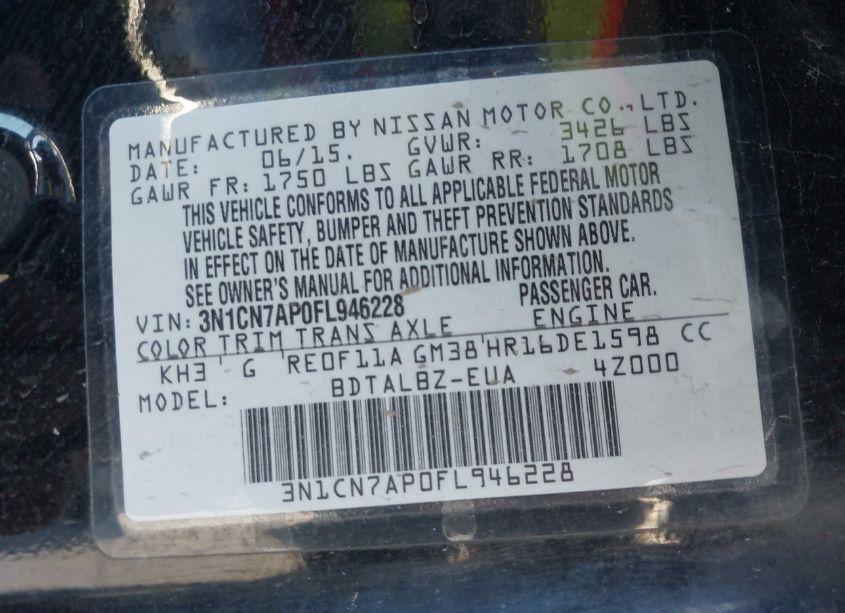 MANUFACTURED BY NISSAN MOTOR CO., LTD.
DATE: 06/15. GVWR: 3426 LBS
GAWR FR: 1750 LBS GAWR RR: 1708 LBS
THIS VEHICLE CONFORMS TO ALL APPLICABLE FEDERAL MOTOR
VEHICLE SAFETY, BUMPER AND THEFT PREVENTION STANDARDS
IN EFFECT ON THE DATE OF MANUFACTURE SHOWN ABOVE.
SEE OWNER'S MANUAL FOR ADDITIONAL INFORMATION.
VIN: 3N1CN7AP0FL946228 PASSENGER CAR.
COLOR TRIM TRANS AXLE ENGINE
KH3 G RE0F11A GM38 HR16DE1598 CC
MODEL: BDTALBZ-EUA 4Z000
3N1CN7AP0FL946228